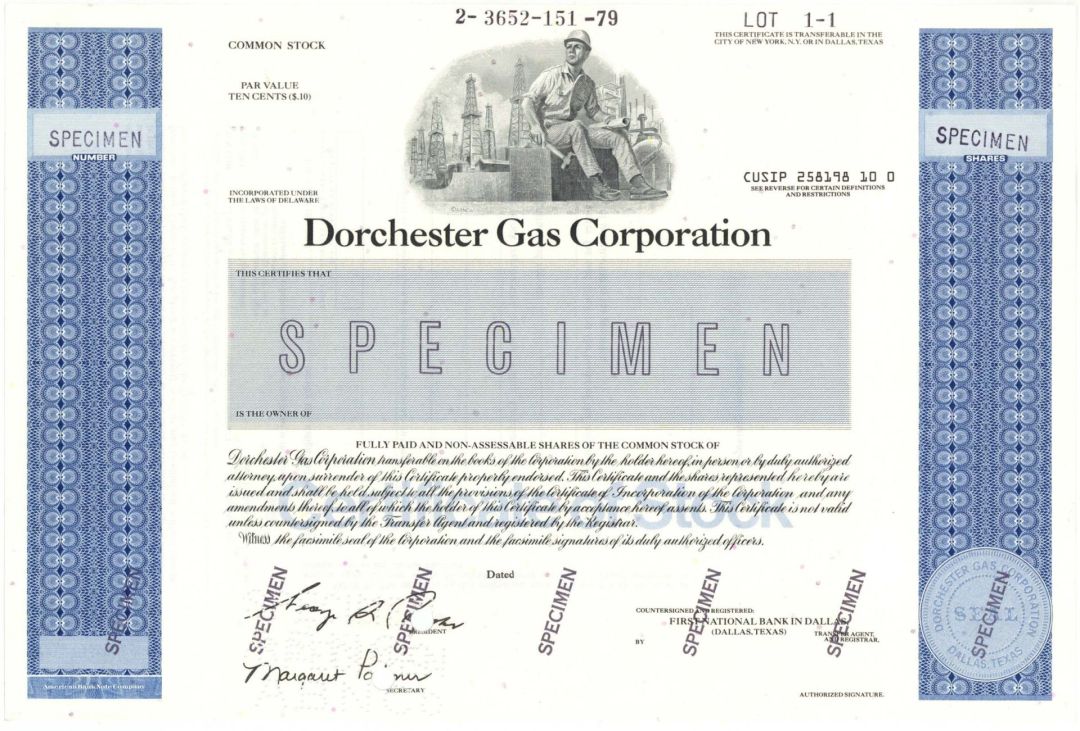 2- 3652-151 -79
LOT 1-1
THIS CERTIFICATE IS TRANSFERABLE IN THE
CITY OF NEW YORK, N.Y. OR IN DALLAS, TEXAS
COMMON STOCK
PAR VALUE
TEN CENTS ($.10)
SPECIMEN
NUMBER
SPECIMEN
SHARES
CUSIP 258198 10 0
SEE REVERSE FOR CERTAIN DEFINITIONS
AND RESTRICTIONS
INCORPORATED UNDER
THE LAWS OF DELAWARE
Dorchester Gas Corporation
THIS CERTIFIES THAT
SPECIMEN
IS THE OWNER OF
FULLY PAID AND NON-ASSESSABLE SHARES OF THE COMMON STOCK OF
Dorchester Gas Corporation transferable on the books of the Corporation by the holder hereof, in person or by duly authorized
attorney, upon surrender of this Certificate properly endorsed. This Certificate and the shares represented hereby are
issued and shall be held subject to all the provisions of the Certificate of Incorporation of the Corporation, and any
amendments thereof, to all of which the holder of this Certificate by acceptance hereof assents. This Certificate is not valid
unless countersigned by the Transfer Agent and registered by the Registrar.
Witness the facsimile seal of the Corporation and the facsimile signatures of its duly authorized officers.
Dated
SPECIMEN
SPECIMEN
SPECIMEN
SPECIMEN
SPECIMEN
SPECIMEN
SPECIMEN
PRESIDENT
Margaret
SECRETARY
COUNTERSIGNED AND REGISTERED:
FIRST NATIONAL BANK IN DALLAS,
(DALLAS, TEXAS)
TRANSFER AGENT
AND REGISTRAR.
BY
AUTHORIZED SIGNATURE.
DORCHESTER GAS CORPORATION
SEAL
DALLAS, TEXAS
American Bank Note Company